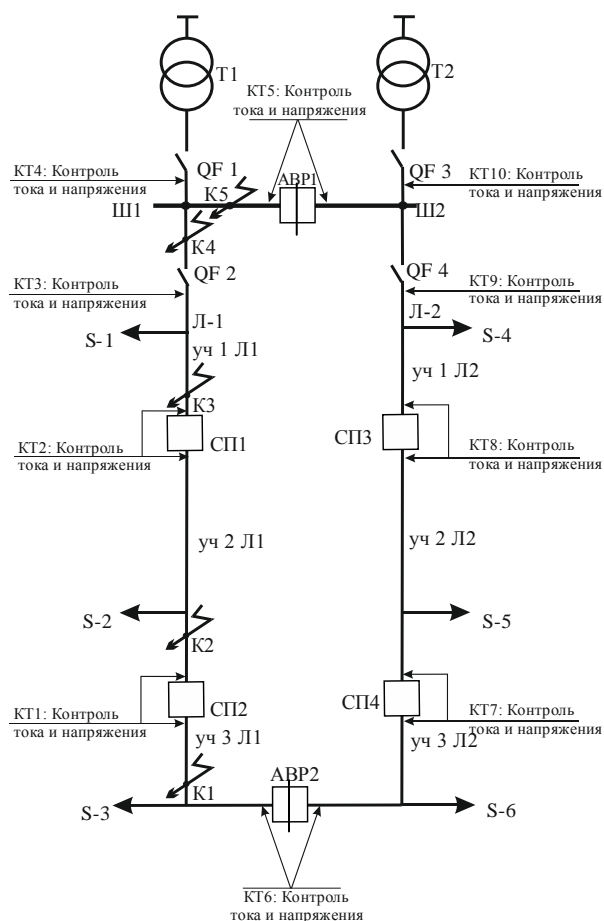 Т1
Т2
КТ5: Контроль
тока и напряжения
КТ4: Контроль
тока и напряжения
QF 1
QF 3
КТ10: Контроль
тока и напряжения
АВР1
К5
Ш1
Ш2
К4
QF 2
QF 4
КТ3: Контроль
тока и напряжения
КТ9: Контроль
тока и напряжения
Л-1
Л-2
S-1
S-4
уч 1 Л1
уч 1 Л2
К3
СП1
СП3
КТ2: Контроль
тока и напряжения
КТ8: Контроль
тока и напряжения
уч 2 Л1
уч 2 Л2
S-2
S-5
К2
СП2
СП4
КТ1: Контроль
тока и напряжения
КТ7: Контроль
тока и напряжения
уч 3 Л1
уч 3 Л2
АВР2
К1
S-3
S-6
КТ6: Контроль
тока и напряжения